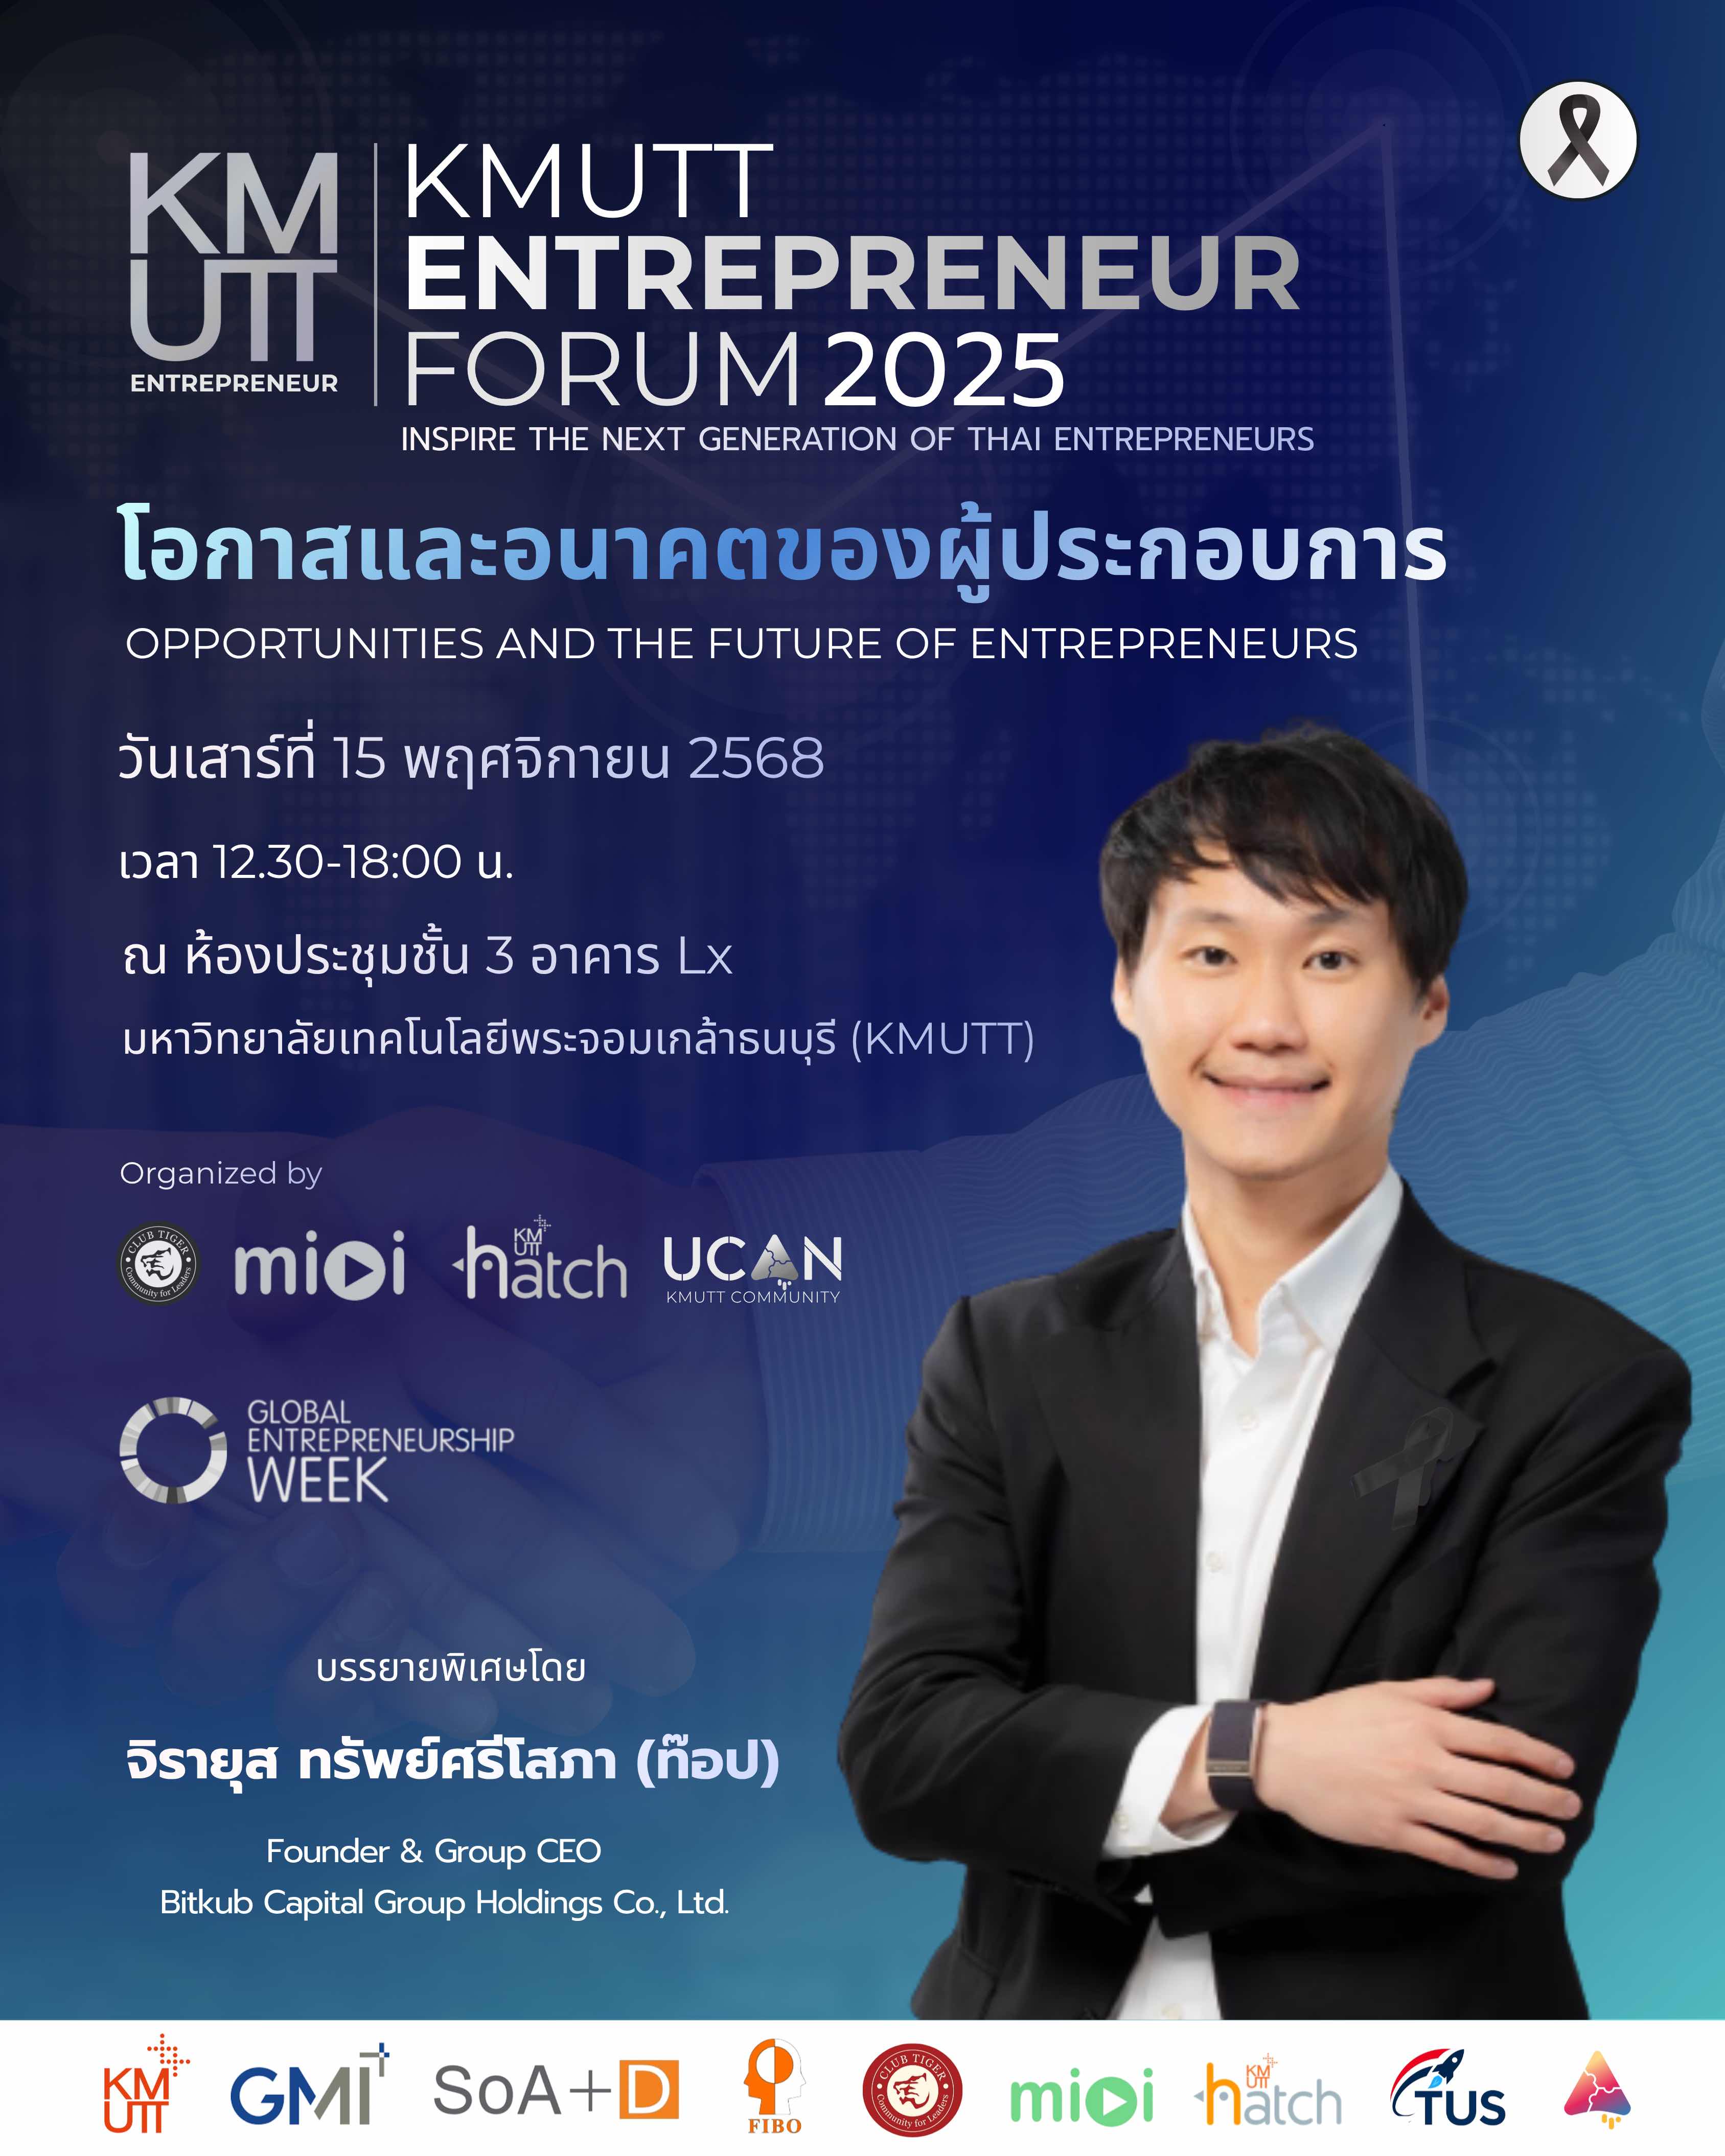 KM
UTT
ENTREPRENEUR
KMUTT
ENTREPRENEUR
FORUM 2025
INSPIRE THE NEXT GENERATION OF THAI ENTREPRENEURS
โอกาสและอนาคตของผู้ประกอบการ
OPPORTUNITIES AND THE FUTURE OF ENTREPRENEURS
วันเสาร์ที่ 15 พฤศจิกายน 2568
เวลา 12.30-18:00 น.
ณ ห้องประชุมชั้น 3 อาคาร Lx
มหาวิทยาลัยเทคโนโลยีพระจอมเกล้าธนบุรี (KMUTT)
Organized by
CLUB TIGER
Community for Leaders
mioi
KM
UTT
hatch
UCAN
KMUTT COMMUNITY
GLOBAL
ENTREPRENEURSHIP
WEEK
บรรยายพิเศษโดย
จิรายุส ทรัพย์ศรีโสภา (ท๊อป)
Founder & Group CEO
Bitkub Capital Group Holdings Co., Ltd.
KM
UTT
GMI
SoA+D
FIBO
CLUB TIGER
Community for Leaders
mioi
KM
UTT
hatch
TUS